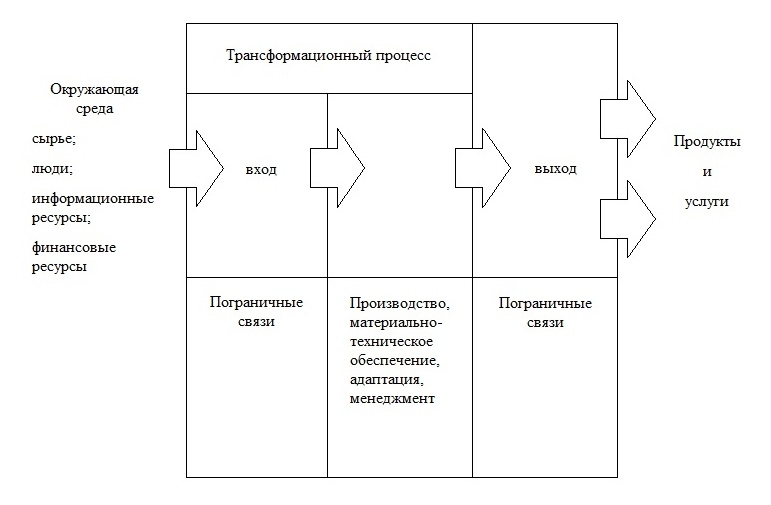 Трансформационный процесс
Окружающая
среда
сырье;
люди;
информационные
ресурсы;
финансовые
ресурсы
вход
выход
Продукты
и
услуги
Пограничные
связи
Производство,
материально-
техническое
обеспечение,
адаптация,
менеджмент
Пограничные
связи